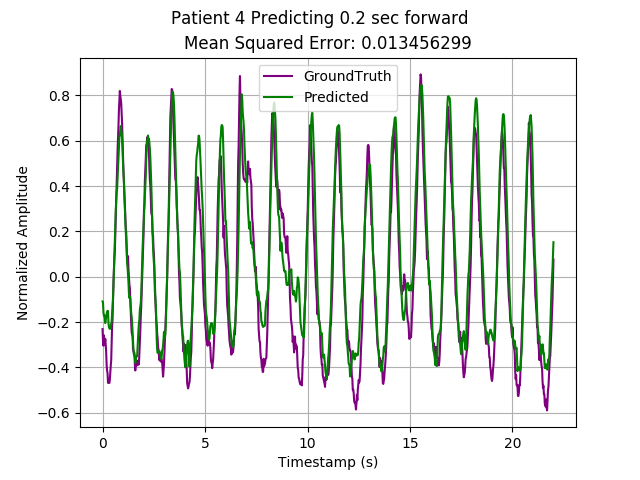 Patient 4 Predicting 0.2 sec forward
Mean Squared Error: 0.013456299
GroundTruth
Predicted
0.8
0.6
0.4
0.2
0.0
−0.2
−0.4
−0.6
Normalized Amplitude
0 5 10 15 20
Timestamp (s)